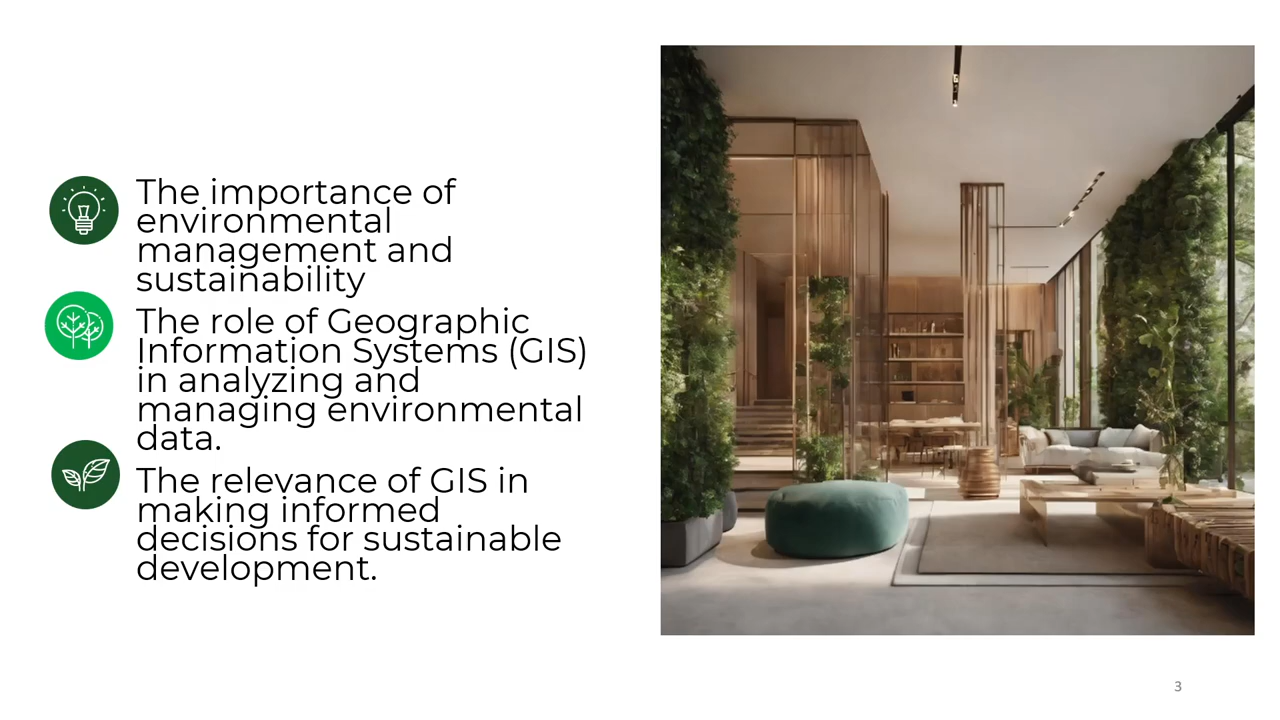 The importance of
environmental
management and
sustainability
The role of Geographic
Information Systems (GIS)
in analyzing and
managing environmental
data.
The relevance of GIS in
making informed
decisions for sustainable
development.
3